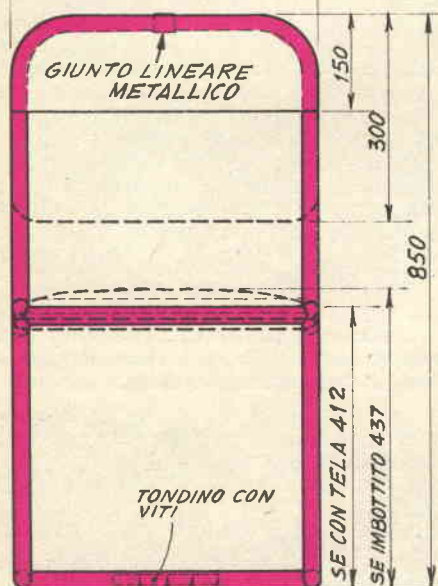 GIUNTO LINEARE
METALLICO
150
300
850
SE CON TELA 412
SE IMBOTTITO 437
TONDINO CON
VITI